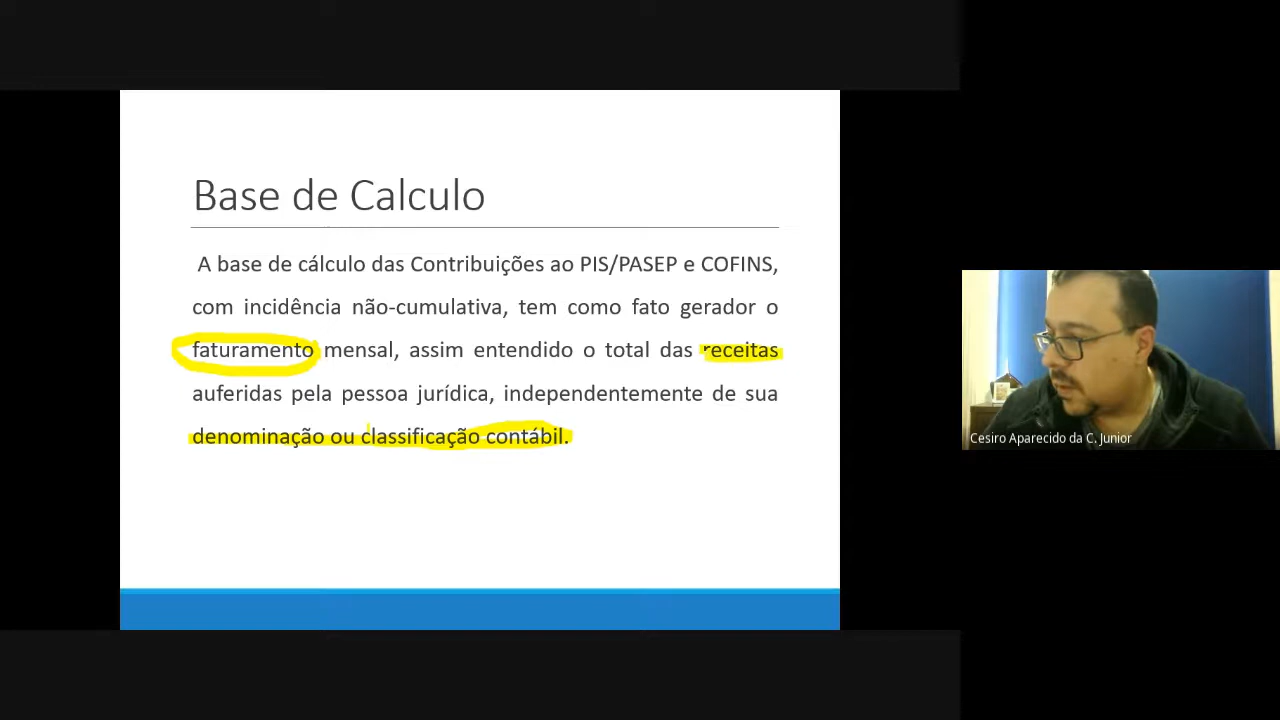 Base de Calculo
A base de cálculo das Contribuições ao PIS/PASEP e COFINS,
com incidência não-cumulativa, tem como fato gerador o
faturamento mensal, assim entendido o total das receitas
auferidas pela pessoa jurídica, independentemente de sua
denominação ou classificação contábil.
Cesiro Aparecido da C. Junior